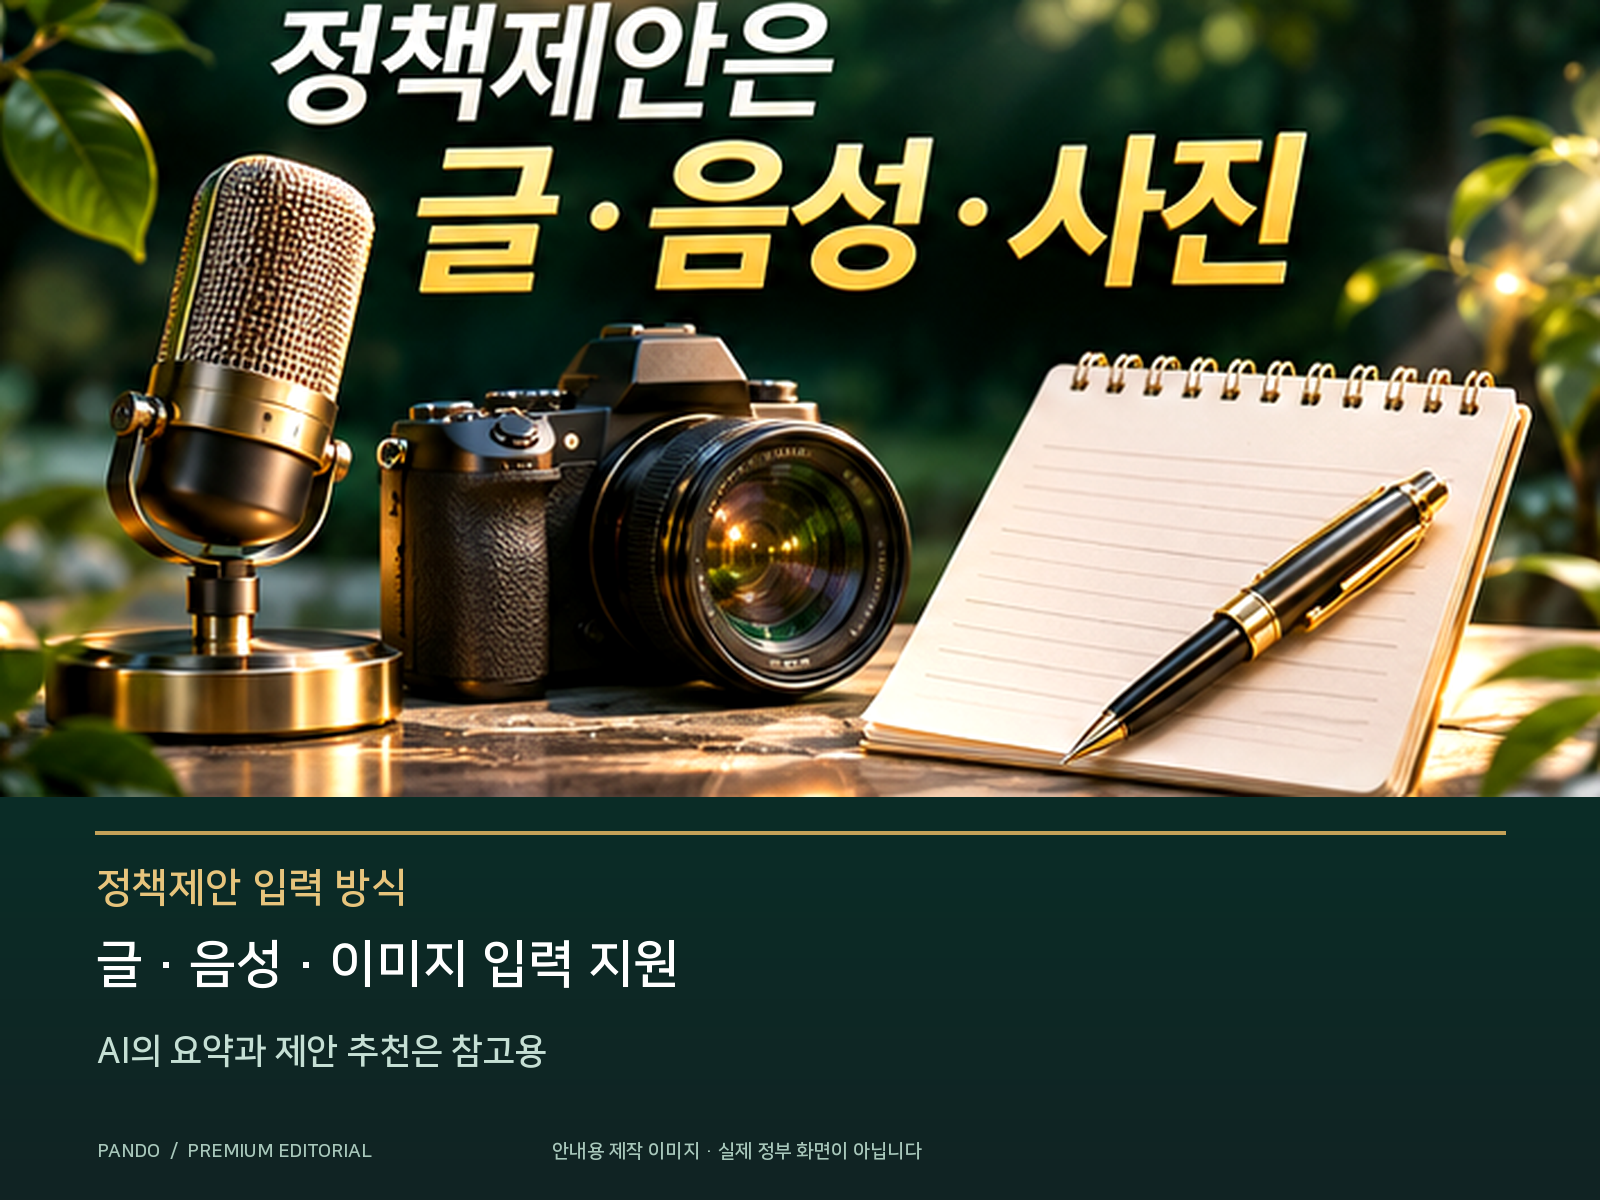 정책제안은
글·음성·사진
정책제안 입력 방식
글 · 음성 · 이미지 입력 지원
AI의 요약과 제안 추천은 참고용
PANDO / PREMIUM EDITORIAL
안내용 제작 이미지 · 실제 정부 화면이 아닙니다